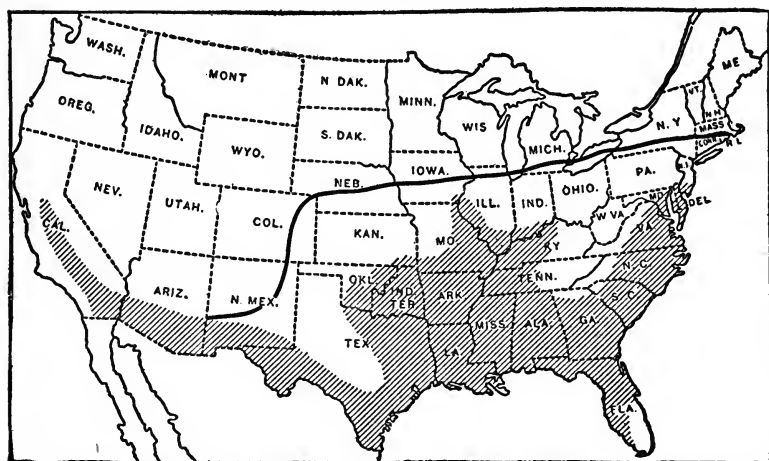 WASH.
MONT
N DAK.
MINN.
ME
OREG.
IDAHO.
S. DAK.
WIS
MICH.
N. Y
VT.
N.H.
MASS
CONN.
R I.
WYO.
IOWA.
NEB.
PA.
N.J.
NEV.
UTAH.
COL.
ILL.
IND.
OHIO.
MD.
DEL
W VA.
CAL.
KAN.
MO.
KY
VA.
ARIZ.
N. MEX.
OKL.
IND.
TER.
ARK.
TENN.
N. C.
S. C.
TEX.
LA.
MISS.
ALA.
GA.
FLA.